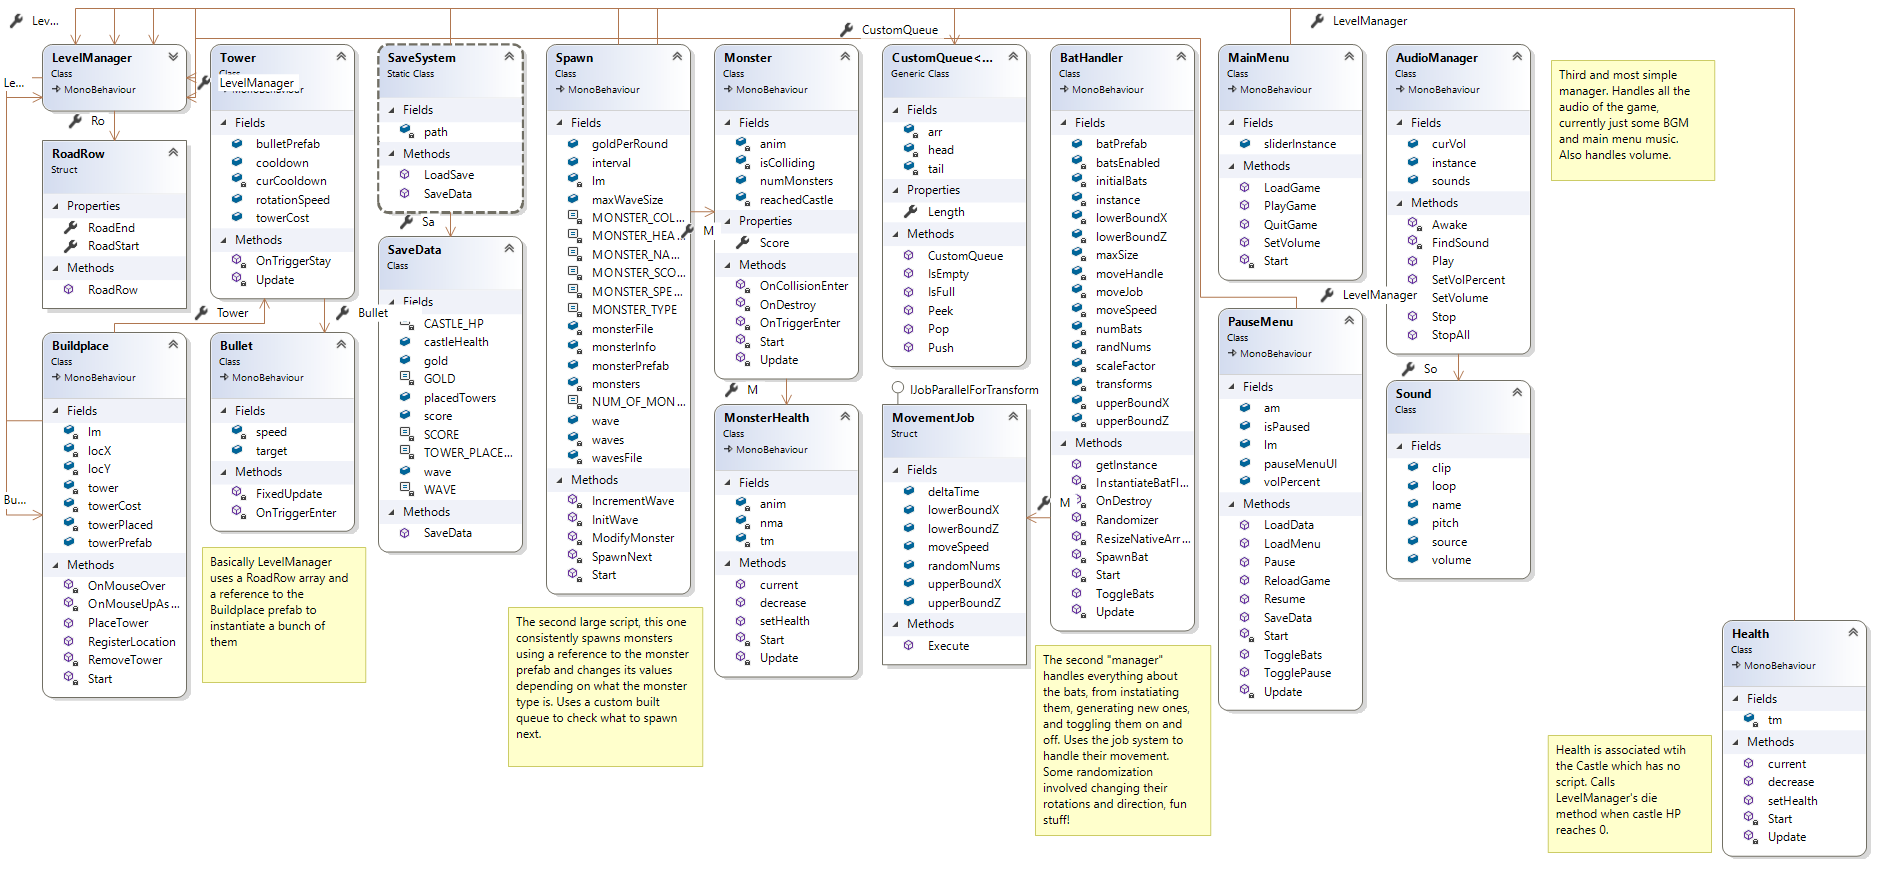 Lev...
CustomQueue
LevelManager
LevelManager
Class
MonoBehaviour
Le...
Ro
RoadRow
Struct
Properties
RoadEnd
RoadStart
Methods
RoadRow
Buildplace
Class
MonoBehaviour
Fields
lm
locX
locY
tower
towerCost
towerPlaced
towerPrefab
Methods
OnMouseOver
OnMouseUpAs...
PlaceTower
RegisterLocation
RemoveTower
Start
Bu...
Tower
Class
LevelManager
MonoBehaviour
Fields
bulletPrefab
cooldown
curCooldown
rotationSpeed
towerCost
Methods
OnTriggerStay
Update
Tower
Bullet
Bullet
Class
MonoBehaviour
Fields
speed
target
Methods
FixedUpdate
OnTriggerEnter
Basically LevelManager
uses a RoadRow array and
a reference to the
Buildplace prefab to
instantiate a bunch of
them
SaveSystem
Static Class
Fields
path
Methods
LoadSave
SaveData
Sa
SaveData
Class
Fields
CASTLE_HP
castleHealth
gold
GOLD
placedTowers
score
SCORE
TOWER_PLACE...
wave
WAVE
Methods
SaveData
Spawn
Class
MonoBehaviour
Fields
goldPerRound
interval
lm
maxWaveSize
MONSTER_COL...
MONSTER_HEA...
MONSTER_NA...
MONSTER_SCO...
MONSTER_SPE...
MONSTER_TYPE
monsterFile
monsterInfo
monsterPrefab
monsters
NUM_OF_MON...
wave
waves
wavesFile
Methods
IncrementWave
InitWave
ModifyMonster
SpawnNext
Start
The second large script, this one
consistently spawns monsters
using a reference to the monster
prefab and changes its values
depending on what the monster
type is. Uses a custom built
queue to check what to spawn
next.
M
Monster
Class
MonoBehaviour
Fields
anim
isColliding
numMonsters
reachedCastle
Properties
Score
Methods
OnCollisionEnter
OnDestroy
OnTriggerEnter
Start
Update
M
MonsterHealth
Class
MonoBehaviour
Fields
anim
nma
tm
Methods
current
decrease
setHealth
Start
Update
CustomQueue<...
Generic Class
Fields
arr
head
tail
Properties
Length
Methods
CustomQueue
IsEmpty
IsFull
Peek
Pop
Push
IJobParallelForTransform
MovementJob
Struct
Fields
deltaTime
lowerBoundX
lowerBoundZ
moveSpeed
randomNums
upperBoundX
upperBoundZ
Methods
Execute
M
BatHandler
Class
MonoBehaviour
Fields
batPrefab
batsEnabled
initialBats
instance
lowerBoundX
lowerBoundZ
maxSize
moveHandle
moveJob
moveSpeed
numBats
randNums
scaleFactor
transforms
upperBoundX
upperBoundZ
Methods
getInstance
InstantiateBatFl...
OnDestroy
Randomizer
ResizeNativeArr...
SpawnBat
Start
ToggleBats
Update
The second "manager"
handles everything about
the bats, from instatiating
them, generating new ones,
and toggling them on and
off. Uses the job system to
handle their movement.
Some randomization
involved changing their
rotations and direction, fun
stuff!
MainMenu
Class
MonoBehaviour
Fields
sliderInstance
Methods
LoadGame
PlayGame
QuitGame
SetVolume
Start
LevelManager
PauseMenu
Class
MonoBehaviour
Fields
am
isPaused
lm
pauseMenuUI
volPercent
Methods
LoadData
LoadMenu
Pause
ReloadGame
Resume
SaveData
Start
ToggleBats
TogglePause
Update
AudioManager
Class
MonoBehaviour
Fields
curVol
instance
sounds
Methods
Awake
FindSound
Play
SetVolPercent
SetVolume
Stop
StopAll
So
Sound
Class
Fields
clip
loop
name
pitch
source
volume
Third and most simple
manager. Handles all the
audio of the game,
currently just some BGM
and main menu music.
Also handles volume.
Health is associated wtih
the Castle which has no
script. Calls
LevelManager's die
method when castle HP
reaches 0.
Health
Class
MonoBehaviour
Fields
tm
Methods
current
decrease
setHealth
Start
Update